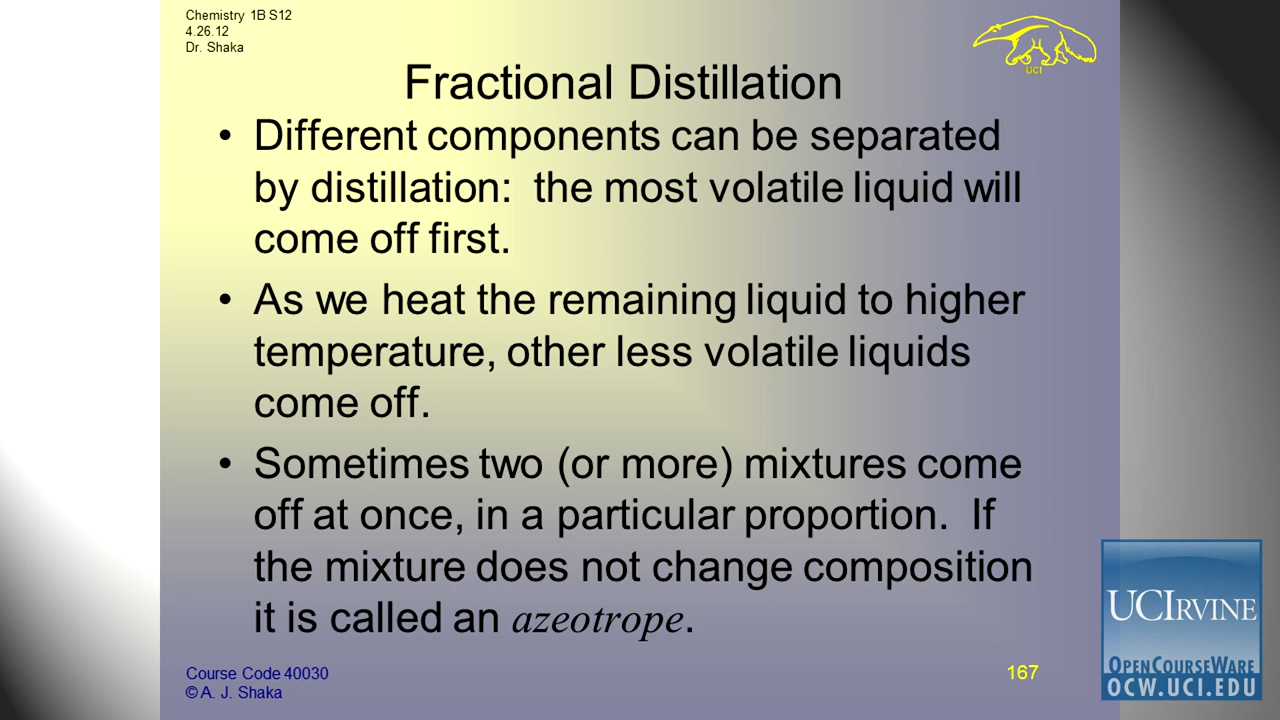 Chemistry 1B S12
4.26.12
Dr. Shaka
UCI
Fractional Distillation
• Different components can be separated
by distillation: the most volatile liquid will
come off first.
• As we heat the remaining liquid to higher
temperature, other less volatile liquids
come off.
• Sometimes two (or more) mixtures come
off at once, in a particular proportion. If
the mixture does not change composition
it is called an azeotrope.
Course Code 40030
© A. J. Shaka
167
UCIRVINE
OPENCOURSEWARE
OCW.UCI.EDU